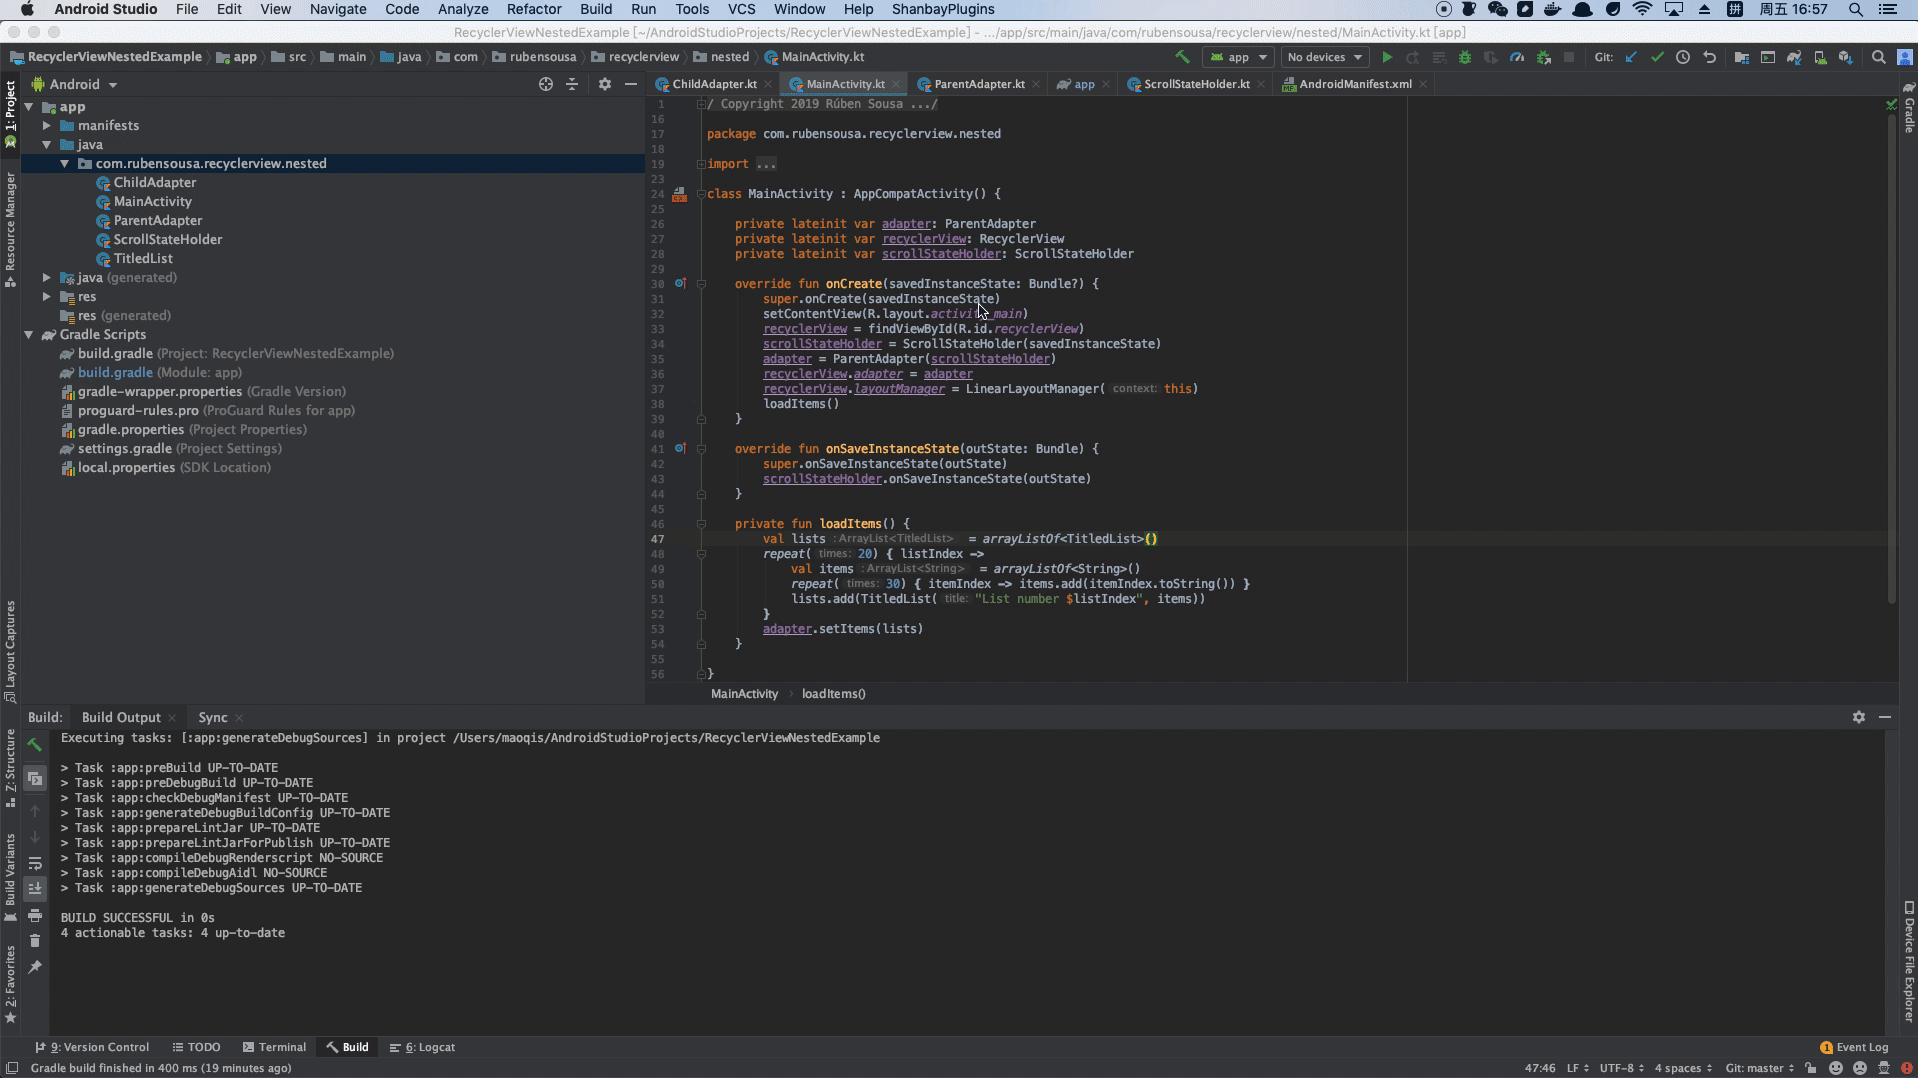 Android Studio File Edit View Navigate Code Analyze Refactor Build Run Tools VCS Window Help ShanbayPlugins 拼 周五 16:57
RecyclerViewNestedExample [~/AndroidStudioProjects/RecyclerViewNestedExample] - .../app/src/main/java/com/rubensousa/recyclerview/nested/MainActivity.kt [app]
RecyclerViewNestedExample app src main java com rubensousa recyclerview nested MainActivity.kt app No devices Git:
Android
ChildAdapter.kt MainActivity.kt ParentAdapter.kt app ScrollStateHolder.kt AndroidManifest.xml
1: Project
Resource Manager
Layout Captures
Z: Structure
Build Variants
2: Favorites
app
manifests
java
com.rubensousa.recyclerview.nested
ChildAdapter
MainActivity
ParentAdapter
ScrollStateHolder
TitledList
java (generated)
res
res (generated)
Gradle Scripts
build.gradle (Project: RecyclerViewNestedExample)
build.gradle (Module: app)
gradle-wrapper.properties (Gradle Version)
proguard-rules.pro (ProGuard Rules for app)
gradle.properties (Project Properties)
settings.gradle (Project Settings)
local.properties (SDK Location)
1 / Copyright 2019 Rúben Sousa .../
16
17 package com.rubensousa.recyclerview.nested
18
19 import ...
23
24 class MainActivity : AppCompatActivity() {
25
26 private lateinit var adapter: ParentAdapter
27 private lateinit var recyclerView: RecyclerView
28 private lateinit var scrollStateHolder: ScrollStateHolder
29
30 override fun onCreate(savedInstanceState: Bundle?) {
31 super.onCreate(savedInstanceState)
32 setContentView(R.layout.activity_main)
33 recyclerView = findViewById(R.id.recyclerView)
34 scrollStateHolder = ScrollStateHolder(savedInstanceState)
35 adapter = ParentAdapter(scrollStateHolder)
36 recyclerView.adapter = adapter
37 recyclerView.layoutManager = LinearLayoutManager( context: this)
38 loadItems()
39 }
40
41 override fun onSaveInstanceState(outState: Bundle) {
42 super.onSaveInstanceState(outState)
43 scrollStateHolder.onSaveInstanceState(outState)
44 }
45
46 private fun loadItems() {
47 val lists : ArrayList<TitledList> = arrayListOf<TitledList>()
48 repeat( times: 20) { listIndex ->
49 val items : ArrayList<String> = arrayListOf<String>()
50 repeat( times: 30) { itemIndex -> items.add(itemIndex.toString()) }
51 lists.add(TitledList( title: "List number $listIndex", items))
52 }
53 adapter.setItems(lists)
54 }
55
56 }
MainActivity loadItems()
Gradle
Device File Explorer
Build: Build Output Sync
Executing tasks: [:app:generateDebugSources] in project /Users/maoqis/AndroidStudioProjects/RecyclerViewNestedExample
> Task :app:preBuild UP-TO-DATE
> Task :app:preDebugBuild UP-TO-DATE
> Task :app:checkDebugManifest UP-TO-DATE
> Task :app:generateDebugBuildConfig UP-TO-DATE
> Task :app:prepareLintJar UP-TO-DATE
> Task :app:prepareLintJarForPublish UP-TO-DATE
> Task :app:compileDebugRenderscript NO-SOURCE
> Task :app:compileDebugAidl NO-SOURCE
> Task :app:generateDebugSources UP-TO-DATE
BUILD SUCCESSFUL in 0s
4 actionable tasks: 4 up-to-date
9: Version Control TODO Terminal Build 6: Logcat 1 Event Log
Gradle build finished in 400 ms (19 minutes ago) 47:46 LF UTF-8 4 spaces Git: master